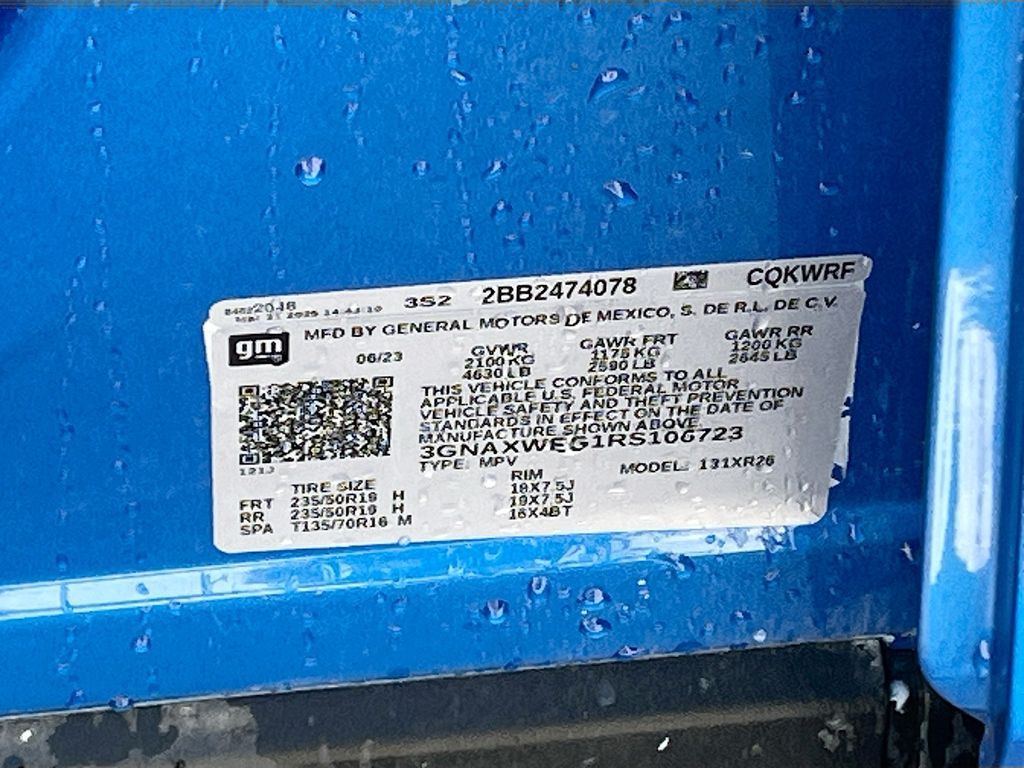 352 2BB2474078 CQKWRF
MFD BY GENERAL MOTORS DE MEXICO, S. DE R.L. DE C.V.
gm
06/23
GVWR GAWR FRT GAWR RR
2100 KG 1175 KG 1200 KG
4630 LB 2590 LB 2645 LB
THIS VEHICLE CONFORMS TO ALL
APPLICABLE U.S. FEDERAL MOTOR
VEHICLE SAFETY AND THEFT PREVENTION
STANDARDS IN EFFECT ON THE DATE OF
MANUFACTURE SHOWN ABOVE.
3GNAXWEG1RS106723
TYPE: MPV MODEL: 131XR26
TIRE SIZE RIM
FRT 235/50R19 H 19X7.5J
RR 235/50R19 H 19X7.5J
SPA T135/70R16 M 16X4BT